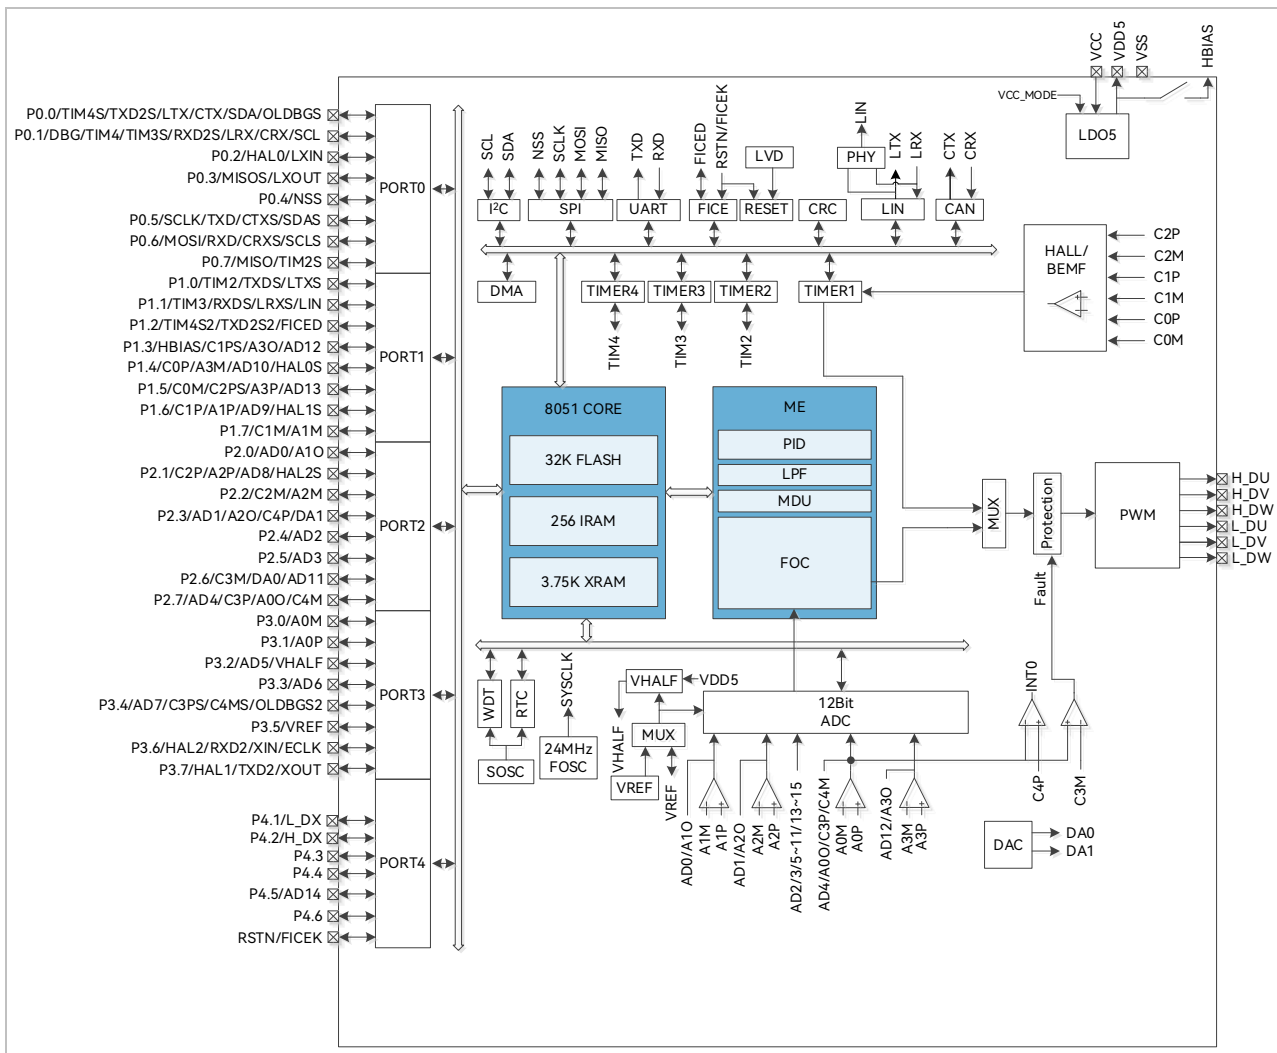 VCC
VDD5
VSS
HBIAS
VCC_MODE
LDO5
P0.0/TIM4S/TXD2S/LTX/CTX/SDA/OLDBGS
P0.1/DBG/TIM4/TIM3S/RXD2S/LRX/CRX/SCL
P0.2/HAL0/LXIN
P0.3/MISOS/LXOUT
P0.4/NSS
P0.5/SCLK/TXD/CTXS/SDAS
P0.6/MOSI/RXD/CRXS/SCLS
P0.7/MISO/TIM2S
PORT0
P1.0/TIM2/TXDS/LTXS
P1.1/TIM3/RXDS/LRXS/LIN
P1.2/TIM4S2/TXD2S2/FICED
P1.3/HBIAS/C1PS/A3O/AD12
P1.4/C0P/A3M/AD10/HAL0S
P1.5/C0M/C2PS/A3P/AD13
P1.6/C1P/A1P/AD9/HAL1S
P1.7/C1M/A1M
PORT1
P2.0/AD0/A1O
P2.1/C2P/A2P/AD8/HAL2S
P2.2/C2M/A2M
P2.3/AD1/A2O/C4P/DA1
P2.4/AD2
P2.5/AD3
P2.6/C3M/DA0/AD11
P2.7/AD4/C3P/A0O/C4M
PORT2
P3.0/A0M
P3.1/A0P
P3.2/AD5/VHALF
P3.3/AD6
P3.4/AD7/C3PS/C4MS/OLDBGS2
P3.5/VREF
P3.6/HAL2/RXD2/XIN/ECLK
P3.7/HAL1/TXD2/XOUT
PORT3
P4.1/L_DX
P4.2/H_DX
P4.3
P4.4
P4.5/AD14
P4.6
RSTN/FICEK
PORT4
SCL
SDA
NSS
SCLK
MOSI
MISO
TXD
RXD
FICED
RSTN/FICEK
LVD
LIN
PHY
LTX
LRX
CTX
CRX
I²C
SPI
UART
FICE
RESET
CRC
LIN
CAN
DMA
TIMER4
TIMER3
TIMER2
TIMER1
TIM4
TIM3
TIM2
HALL/
BEMF
C2P
C2M
C1P
C1M
C0P
C0M
8051 CORE
32K FLASH
256 IRAM
3.75K XRAM
ME
PID
LPF
MDU
FOC
MUX
Protection
Fault
PWM
H_DU
H_DV
H_DW
L_DU
L_DV
L_DW
WDT
RTC
SOSC
SYSCLK
24MHz
FOSC
VHALF
VDD5
VHALF
MUX
VREF
VREF
12Bit
ADC
AD0/A1O
A1M
A1P
AD1/A2O
A2M
A2P
AD2/3/5~11/13~15
AD4/A0O/C3P/C4M
A0M
A0P
AD12/A3O
A3M
A3P
INT0
C4P
C3M
DAC
DA0
DA1